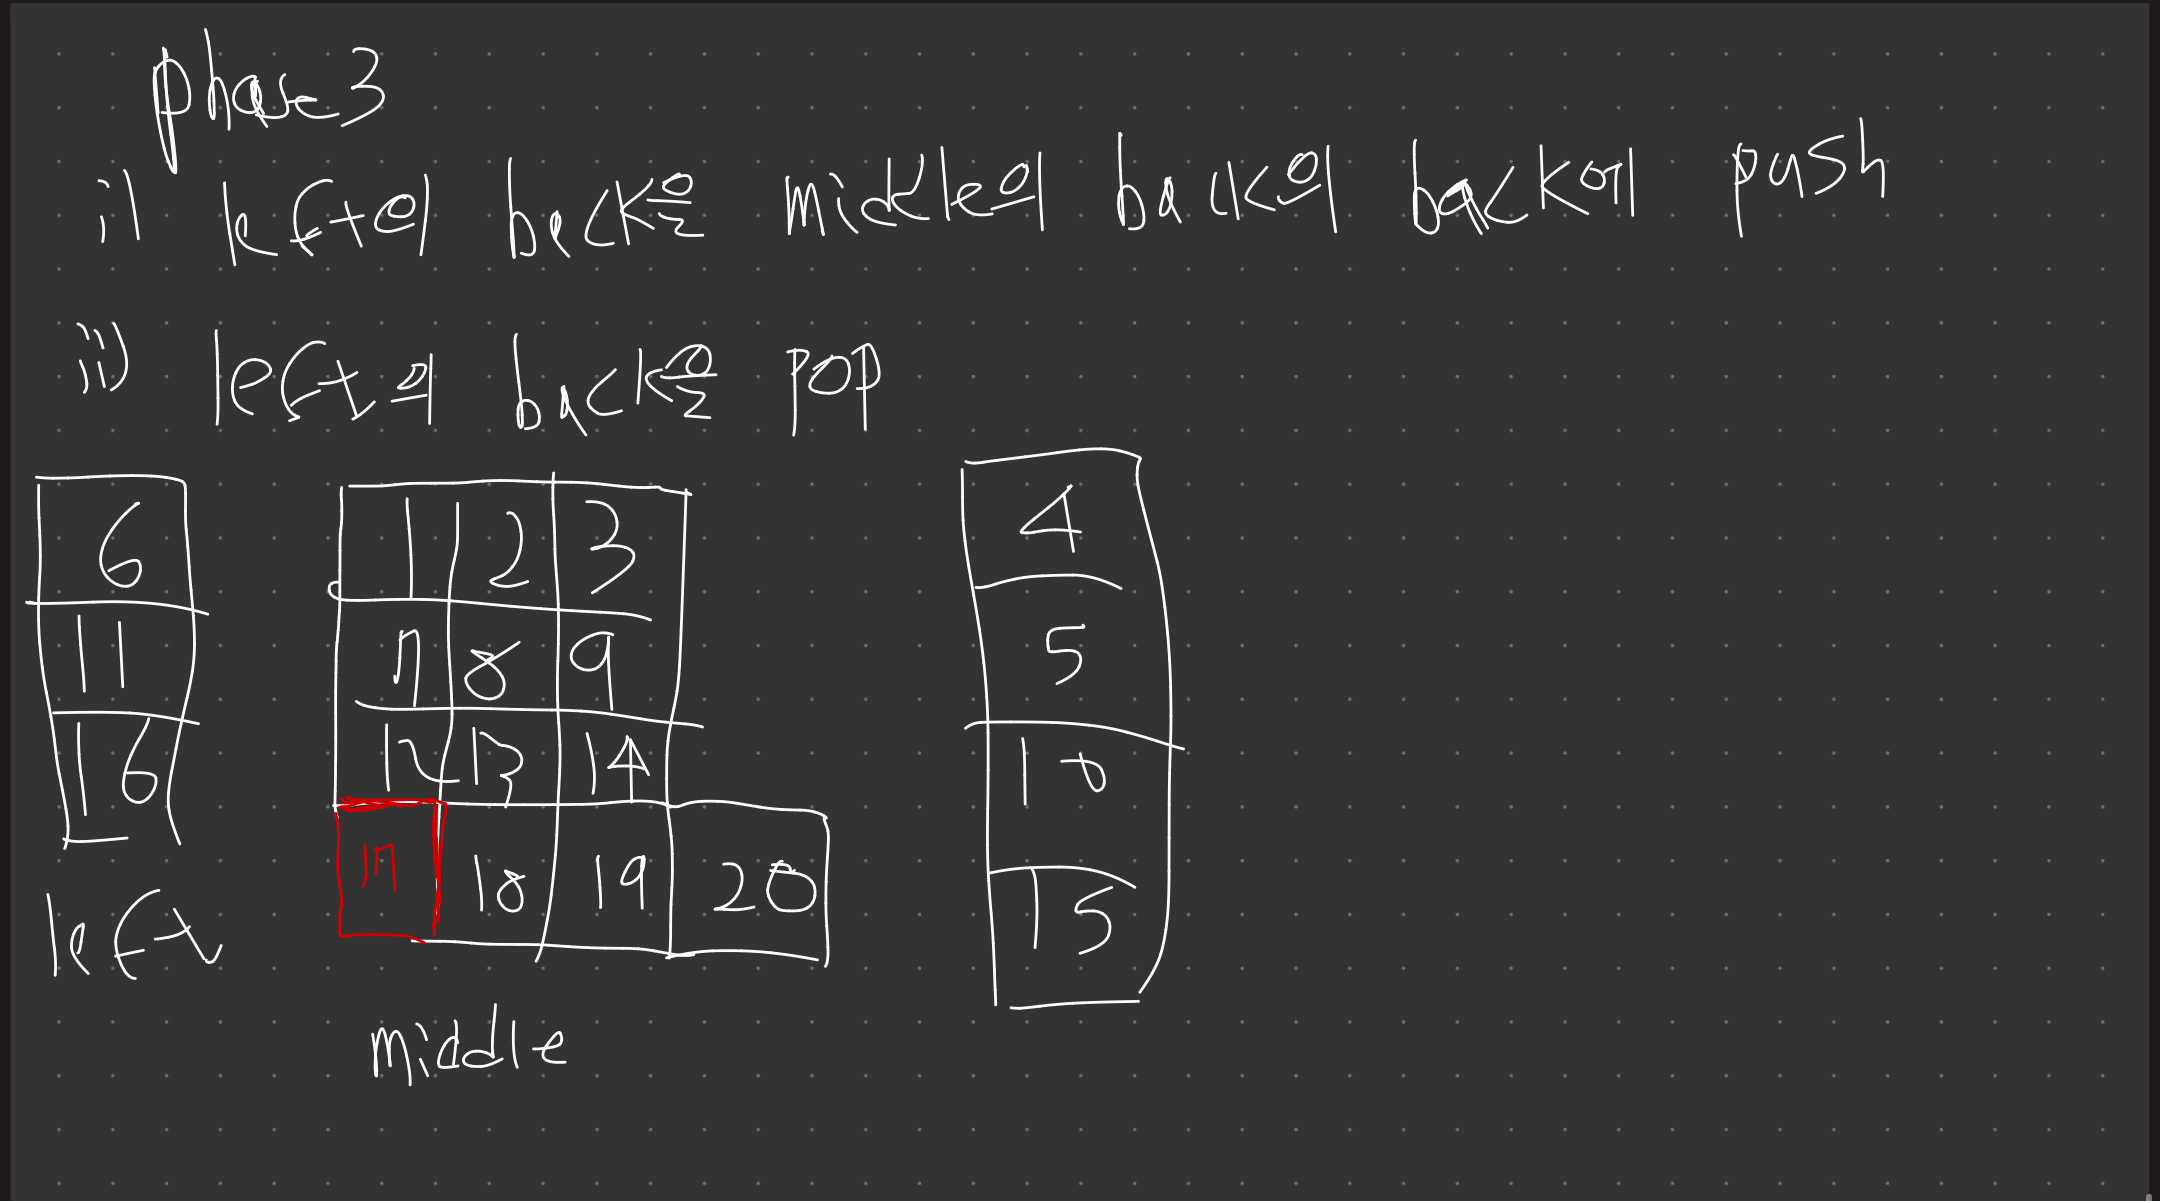 phase3
i) left의 back을 middle의 back의 back에 push
ii) left의 back을 pop
6 1 2 3 4
11 7 8 9 5
16 12 13 14 10
17 18 19 20 15
left
middle